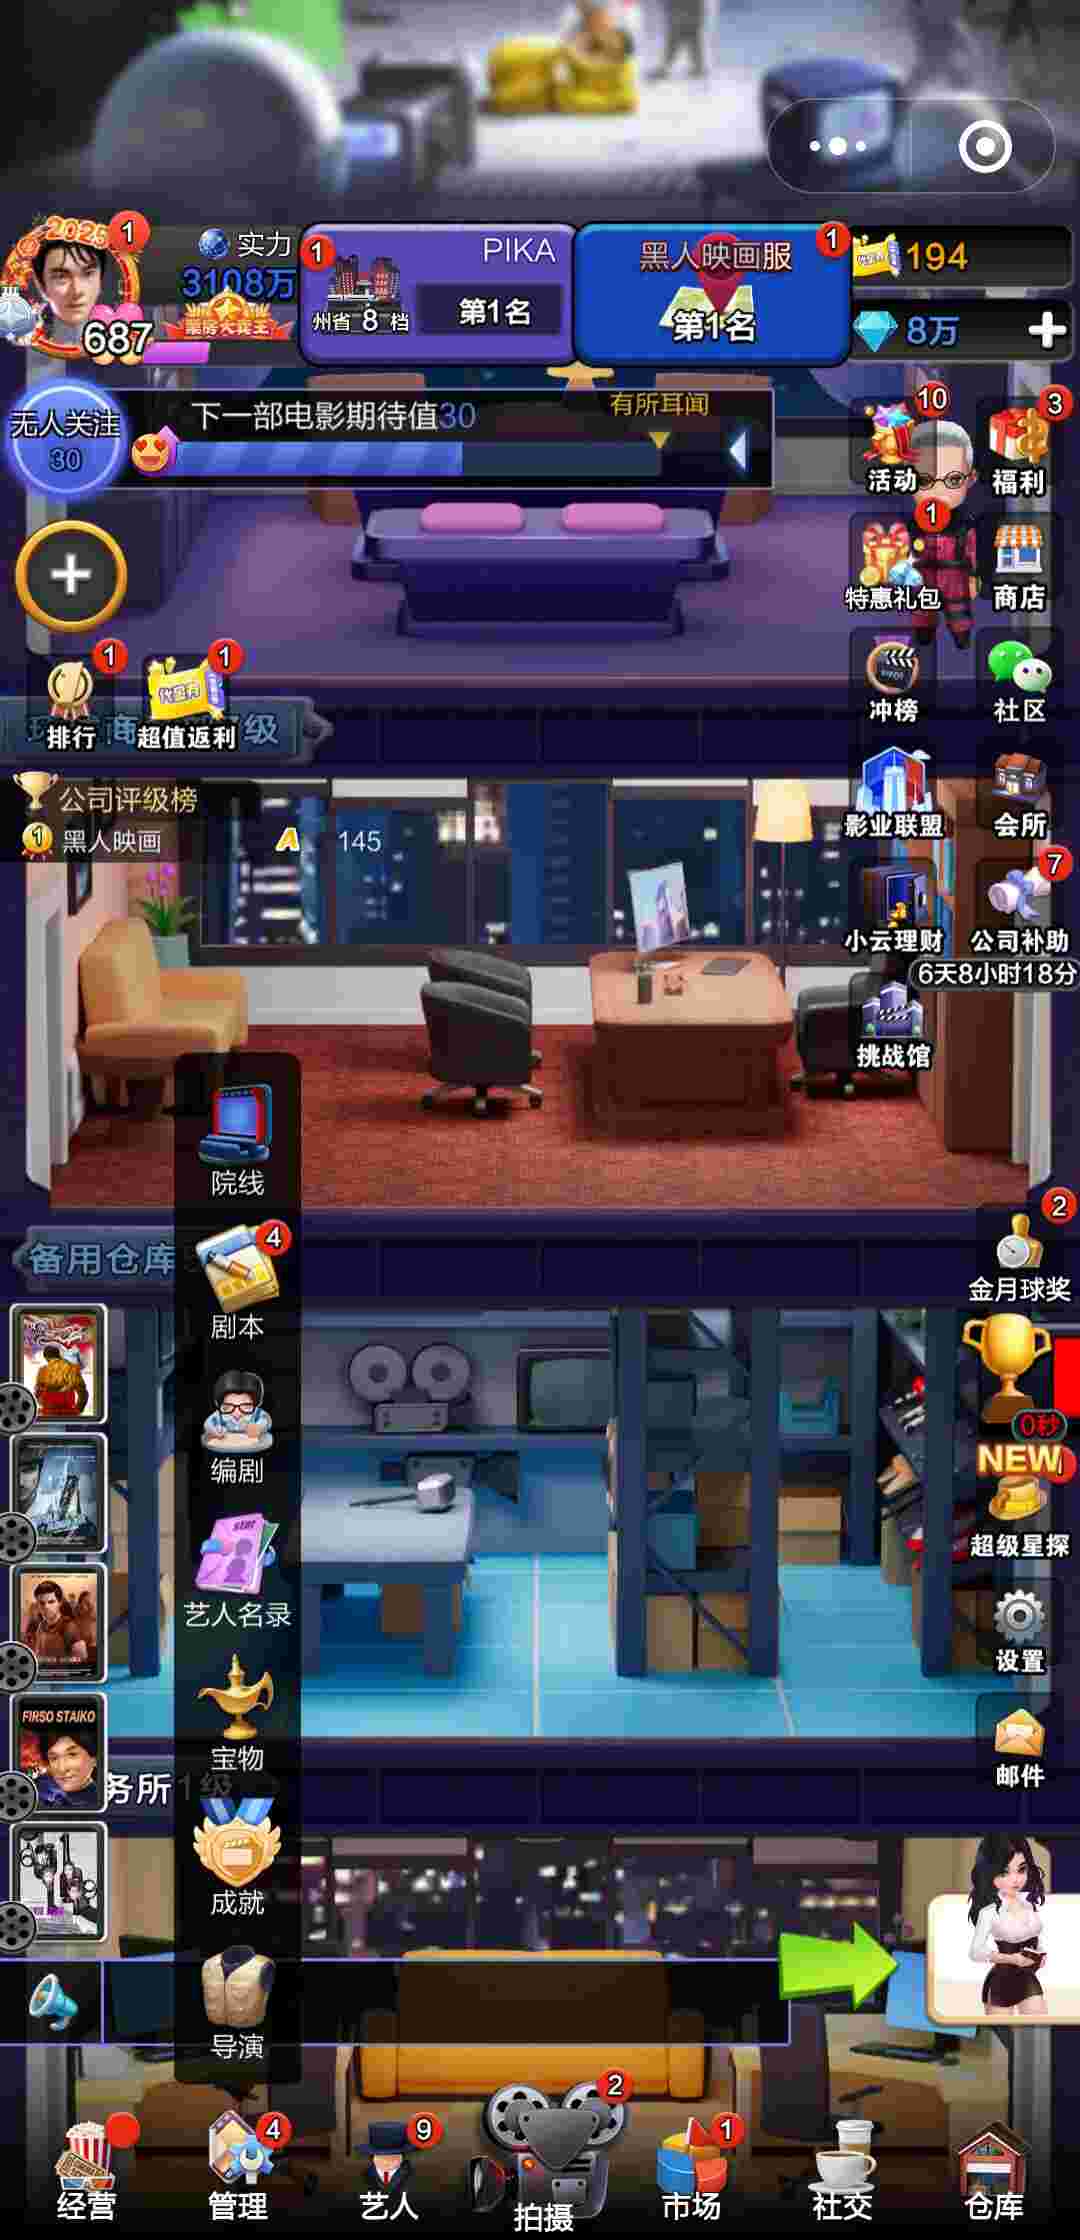 2025
1
实力
3108万
票房大赢王
687
1
PIKA
州省 8 档
第1名
1
黑人映画服
第1名
代金券
194
8万
无人关注
30
下一部电影期待值30
有所耳闻
10
活动
3
福利
1
特惠礼包
商店
冲榜
社区
影业联盟
会所
小云理财
7
公司补助
6天8小时18分
挑战馆
1
排行
1
代金券
超值返利
商
级
公司评级榜
1
黑人映画
A
145
院线
备用仓库
4
剧本
编剧
STAR
艺人名录
宝物
成就
导演
2
金月球奖
0秒
NEW
超级星探
设置
邮件
FIRSO STAIKO
务所1级
经营
4
管理
9
艺人
2
拍摄
1
市场
社交
仓库